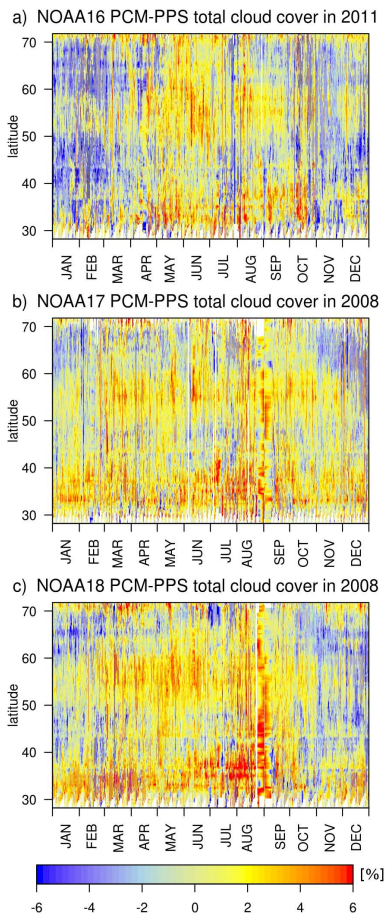 a) NOAA16 PCM-PPS total cloud cover in 2011
70
60
50
40
30
latitude
JAN FEB MAR APR MAY JUN JUL AUG SEP OCT NOV DEC
b) NOAA17 PCM-PPS total cloud cover in 2008
70
60
50
40
30
latitude
JAN FEB MAR APR MAY JUN JUL AUG SEP OCT NOV DEC
c) NOAA18 PCM-PPS total cloud cover in 2008
70
60
50
40
30
latitude
JAN FEB MAR APR MAY JUN JUL AUG SEP OCT NOV DEC
[%]
-6 -4 -2 0 2 4 6